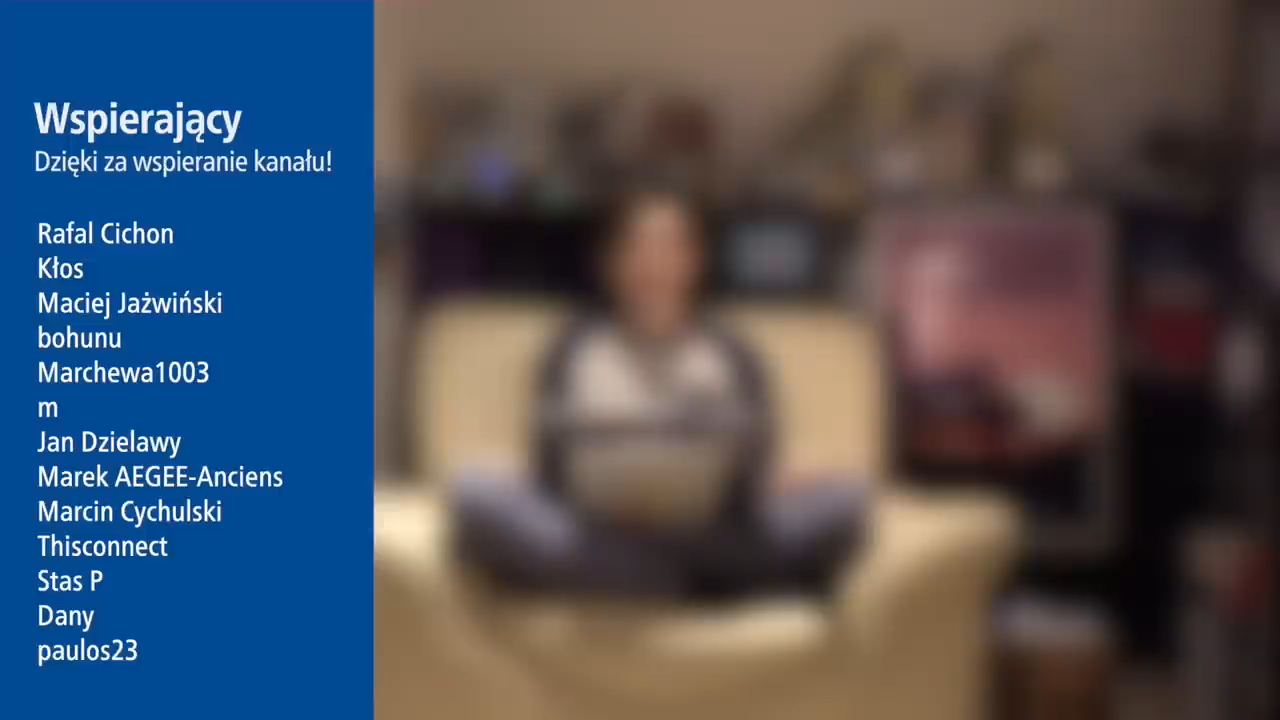 Wspierający
Dzięki za wspieranie kanału!
Rafal Cichon
Kłos
Maciej Jażwiński
bohunu
Marchewa1003
m
Jan Dzielawy
Marek AEGEE-Anciens
Marcin Cychulski
Thisconnect
Stas P
Dany
paulos23